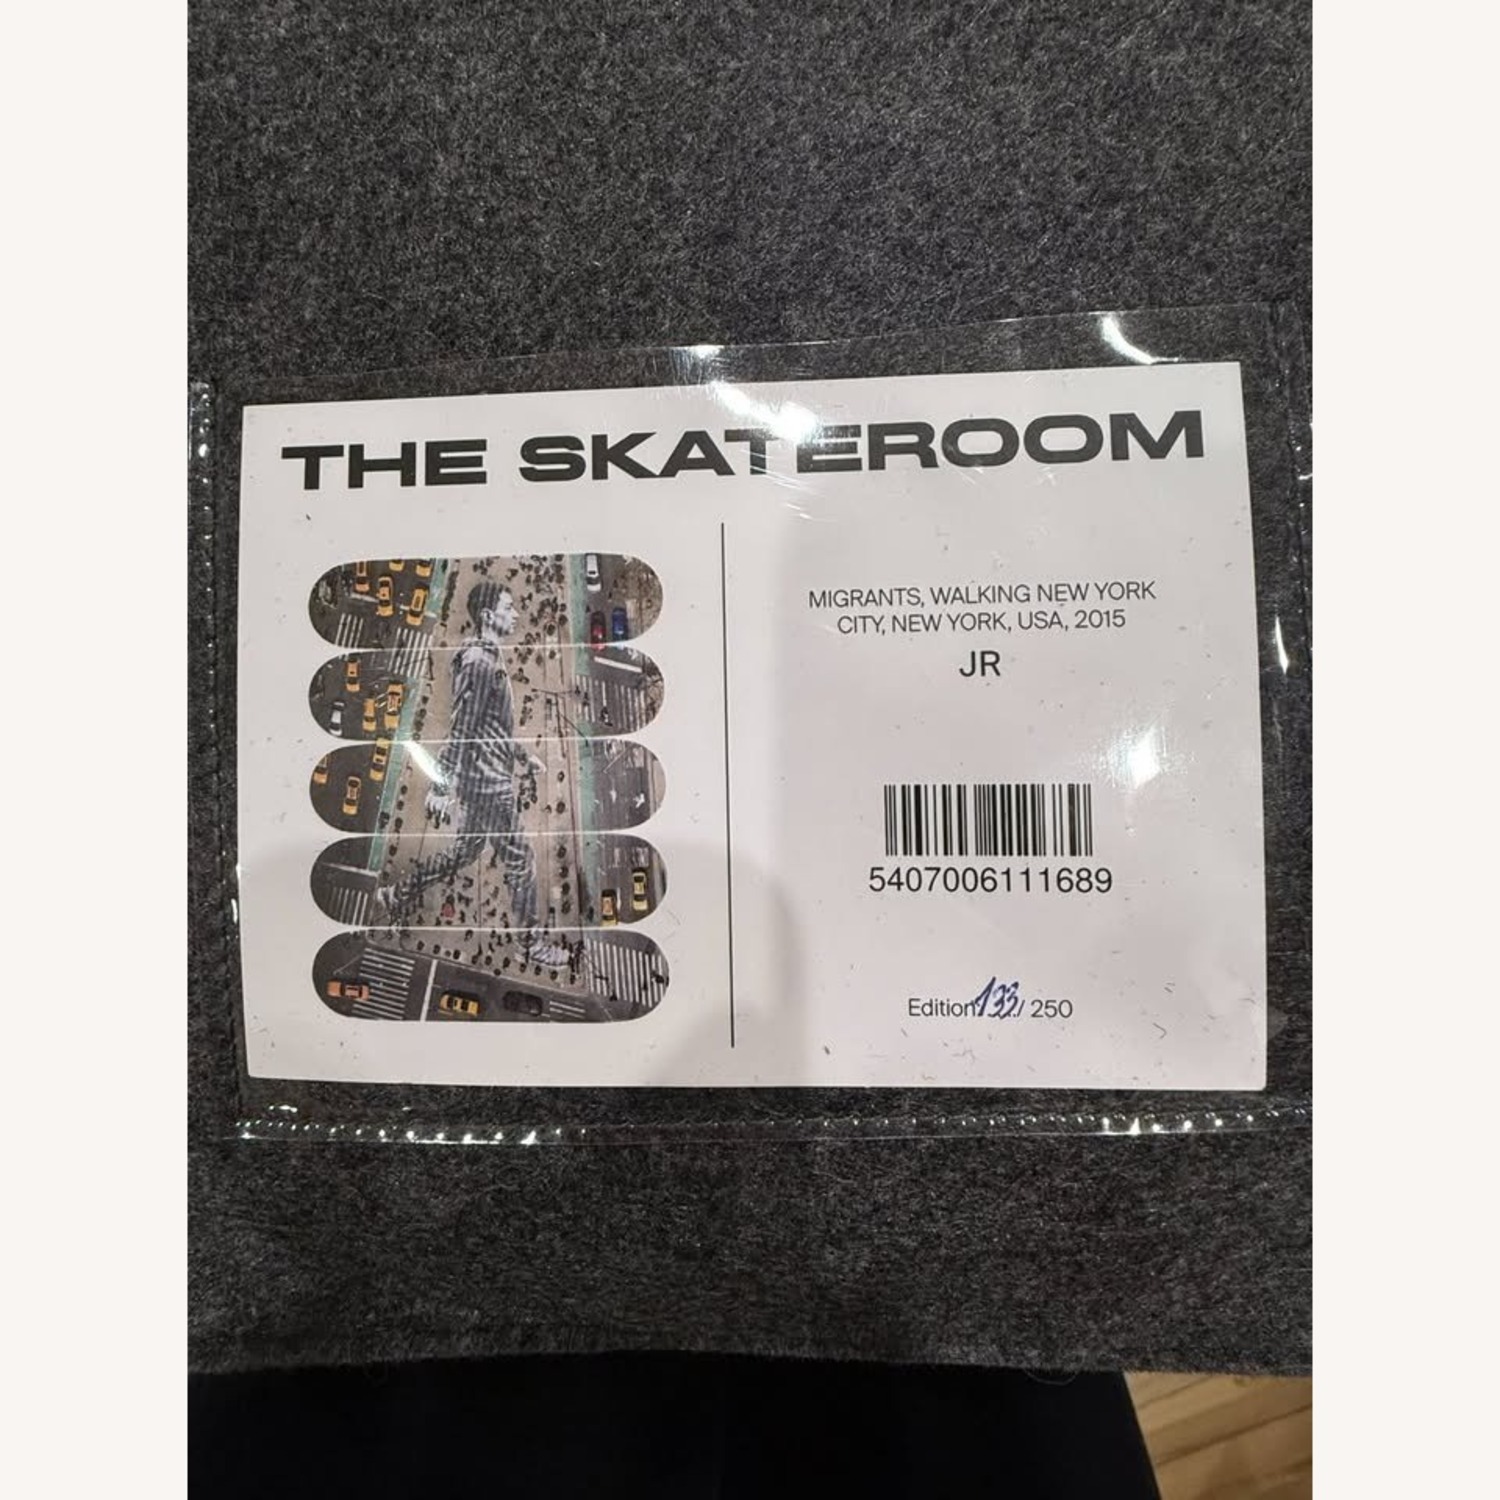 THE SKATEROOM
MIGRANTS, WALKING NEW YORK
CITY, NEW YORK, USA, 2015
JR
5407006111689
Edition 133 / 250